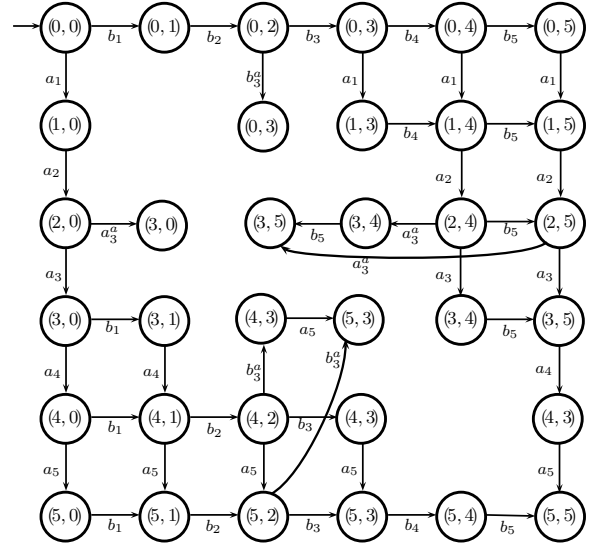 (0, 0) b₁ (0, 1) b₂ (0, 2) b₃ (0, 3) b₄ (0, 4) b₅ (0, 5)
a₁ b₃ᵃ a₁ a₁ a₁
(1, 0) (0, 3) (1, 3) b₄ (1, 4) b₅ (1, 5)
a₂ a₂ a₂
(2, 0) a₃ᵃ (3, 0) (3, 5) b₅ (3, 4) a₃ᵃ (2, 4) b₅ (2, 5)
a₃ᵃ
a₃ a₃ a₃
(3, 0) b₁ (3, 1) (4, 3) a₅ (5, 3) (3, 4) b₅ (3, 5)
a₄ a₄ b₃ᵃ b₃ᵃ a₄
(4, 0) b₁ (4, 1) b₂ (4, 2) b₃ (4, 3) (4, 3)
a₅ a₅ a₅ a₅ a₅
(5, 0) b₁ (5, 1) b₂ (5, 2) b₃ (5, 3) b₄ (5, 4) b₅ (5, 5)